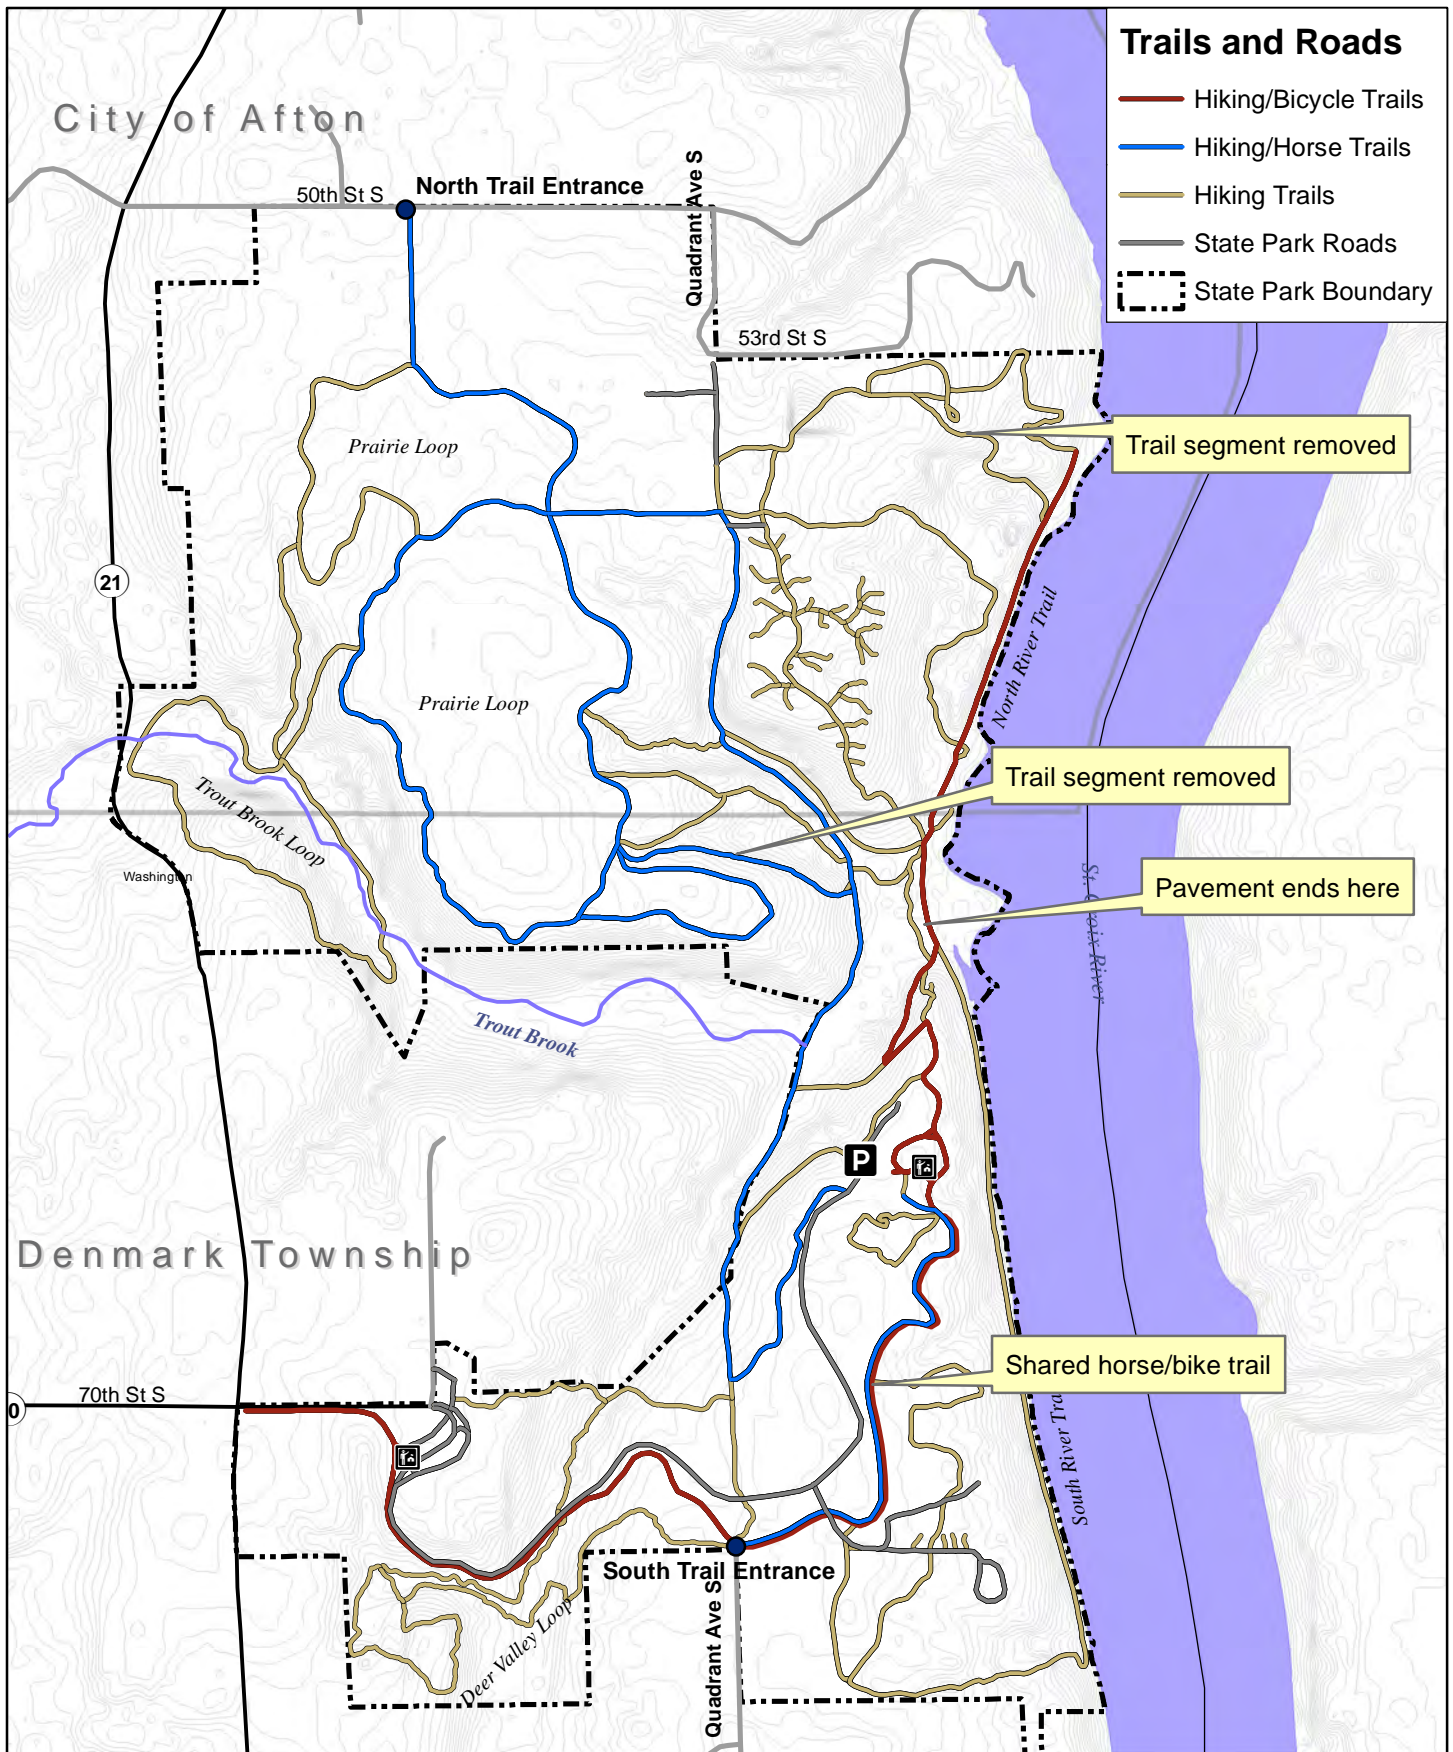 Trails and Roads
Hiking/Bicycle Trails
Hiking/Horse Trails
Hiking Trails
State Park Roads
State Park Boundary
City of Afton
50th St S
North Trail Entrance
Quadrant Ave S
53rd St S
Trail segment removed
Prairie Loop
21
North River Trail
Prairie Loop
Trail segment removed
Trout Brook Loop
Washington
Pavement ends here
St. Croix River
Trout Brook
P
Denmark Township
Shared horse/bike trail
70th St S
0
South River Tra
South Trail Entrance
Quadrant Ave S
Deer Valley Loop